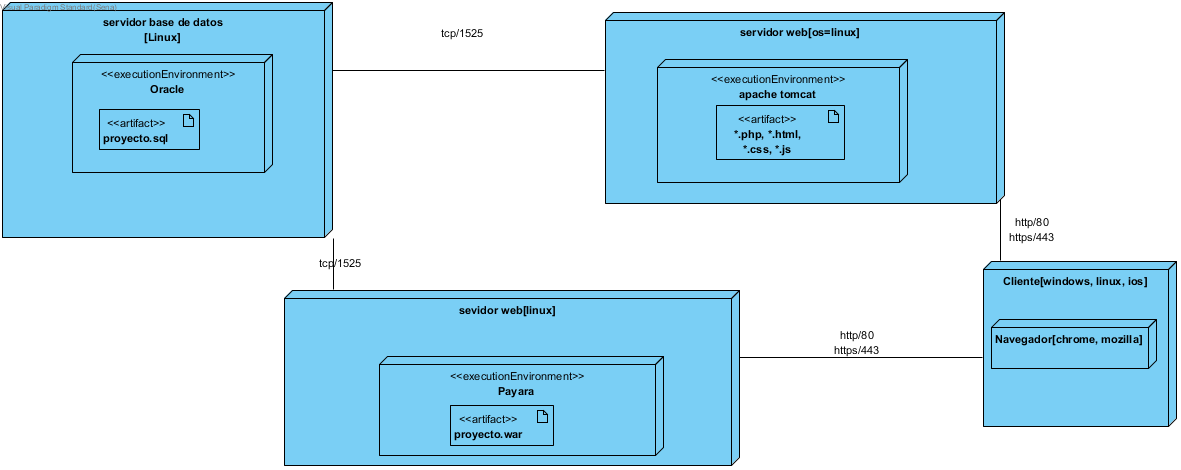 Visual Paradigm Standard(Sena)
servidor base de datos
[Linux]
<<executionEnvironment>>
Oracle
<<artifact>>
proyecto.sql
tcp/1525
servidor web[os=linux]
<<executionEnvironment>>
apache tomcat
<<artifact>>
*.php, *.html,
*.css, *.js
http/80
https/443
tcp/1525
Cliente[windows, linux, ios]
Navegador[chrome, mozilla]
sevidor web[linux]
<<executionEnvironment>>
Payara
<<artifact>>
proyecto.war
http/80
https/443